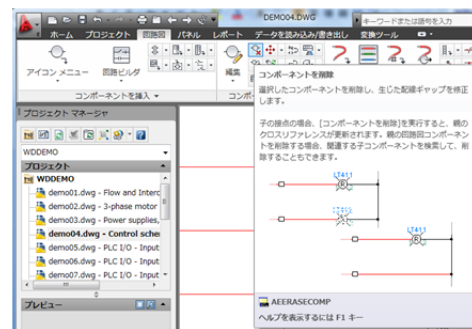 DEMO04.DWG
キーワードまたは語句を入力
ホーム プロジェクト 回路図 パネル レポート データを読み込み/書き出し 変換ツール
アイコン メニュー 回路ビルダ 編集
コンポーネントを挿入
プロジェクト マネージャ
WDDEMO
プロジェクト
WDDEMO
demo01.dwg - Flow and Interc
demo02.dwg - 3-phase motor
demo03.dwg - Power supplies,
demo04.dwg - Control scher
demo05.dwg - PLC I/O - Input
demo06.dwg - PLC I/O - Input
demo07.dwg - PLC I/O - Input
プレビュー
コンポーネントを削除
選択したコンポーネントを削除し、生じた配線ギャップを修正
します。
子の接点の場合、[コンポーネントを削除]を実行すると、親の
クロスリファレンスが更新されます。親の回路図コンポーネン
トを削除する場合、関連する子コンポーネントを検索して、削
除することもできます。
LT411
R
LT411
R
AEERASECOMP
ヘルプを表示するには F1 キー